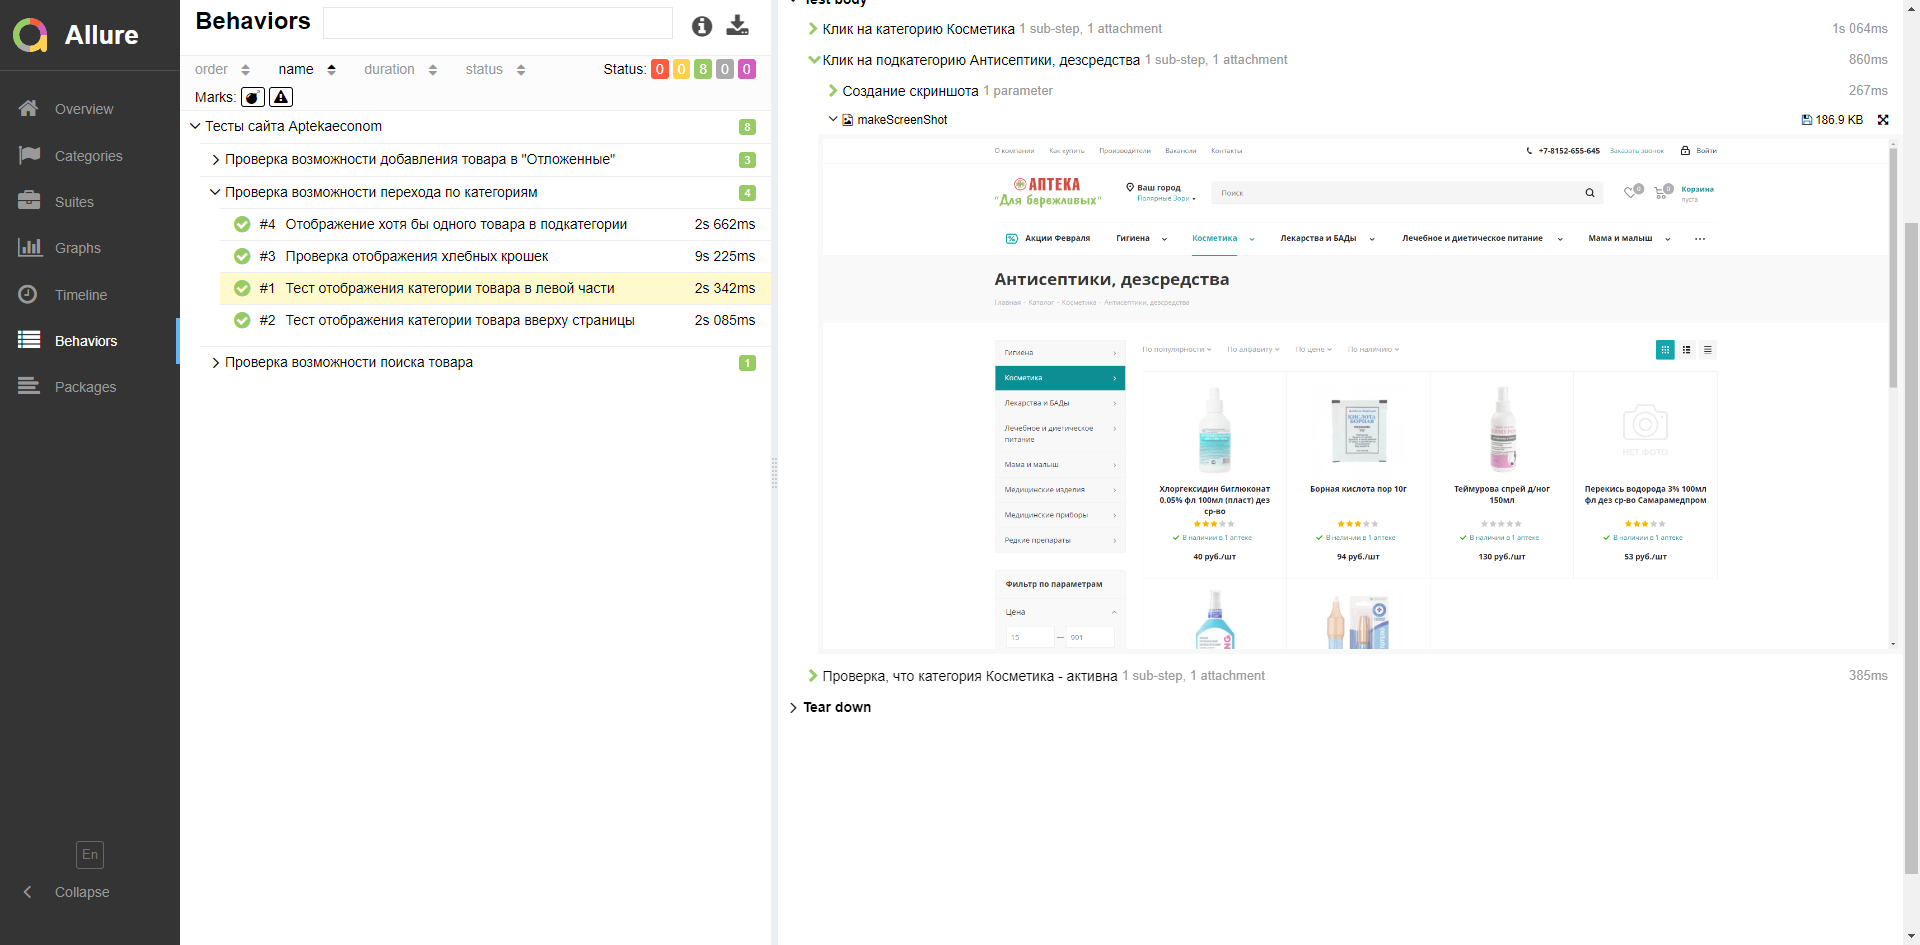 Allure
Overview
Categories
Suites
Graphs
Timeline
Behaviors
Packages
En
Collapse
Behaviors
order name duration status Status: 0 0 8 0 0
Marks:
Тесты сайта Aptekaeconom 8
Проверка возможности добавления товара в "Отложенные" 3
Проверка возможности перехода по категориям 4
#4 Отображение хотя бы одного товара в подкатегории 2s 662ms
#3 Проверка отображения хлебных крошек 9s 225ms
#1 Тест отображения категории товара в левой части 2s 342ms
#2 Тест отображения категории товара вверху страницы 2s 085ms
Проверка возможности поиска товара 1
Test body
Клик на категорию Косметика 1 sub-step, 1 attachment 1s 064ms
Клик на подкатегорию Антисептики, дезсредства 1 sub-step, 1 attachment 860ms
Создание скриншота 1 parameter 267ms
makeScreenShot 186.9 KB
О компании Как купить Производители Вакансии Контакты +7-8152-655-645 Заказать звонок Войти
АПТЕКА
"Для бережливых"
Ваш город
Полярные Зори
Поиск
0 0 Корзина
пуста
Акции Февраля Гигиена Косметика Лекарства и БАДы Лечебное и диетическое питание Мама и малыш ...
Антисептики, дезсредства
Главная - Каталог - Косметика - Антисептики, дезсредства
Гигиена
Косметика
Лекарства и БАДы
Лечебное и диетическое
питание
Мама и малыш
Медицинские изделия
Медицинские приборы
Редкие препараты
Фильтр по параметрам
Цена
15 — 991
По популярности По алфавиту По цене По наличию
КИСЛОТА
БОРНАЯ
НЕТ ФОТО
Хлоргексидин биглюконат
0,05% фл 100мл (пласт) дез
ср-во
В наличии в 1 аптеке
40 руб./шт
Борная кислота пор 10г
В наличии в 1 аптеке
94 руб./шт
Теймурова спрей д/ног
150мл
В наличии в 1 аптеке
130 руб./шт
Перекись водорода 3% 100мл
фл дез ср-во Самарамедпром
В наличии в 1 аптеке
53 руб./шт
Проверка, что категория Косметика - активна 1 sub-step, 1 attachment 385ms
Tear down